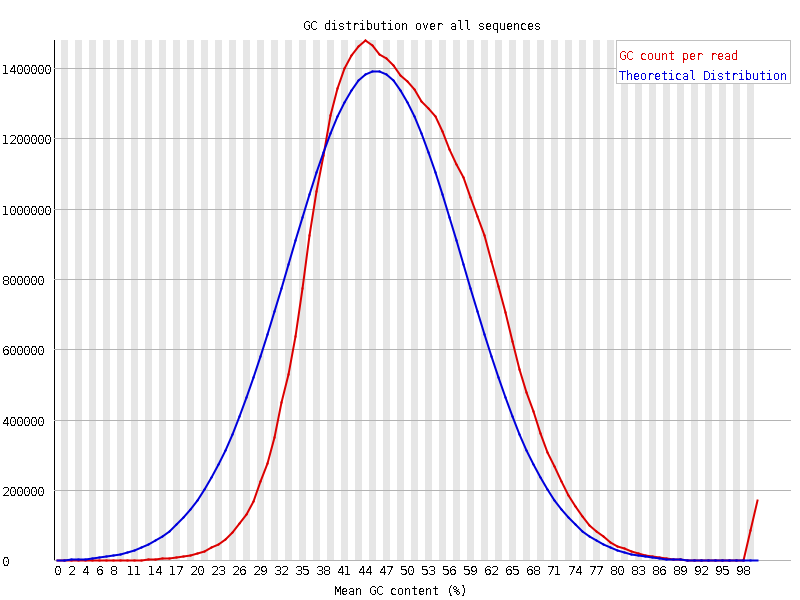 GC distribution over all sequences
GC count per read
Theoretical Distribution
1400000
1200000
1000000
800000
600000
400000
200000
0
0 2 4 6 8 11 14 17 20 23 26 29 32 35 38 41 44 47 50 53 56 59 62 65 68 71 74 77 80 83 86 89 92 95 98
Mean GC content (%)